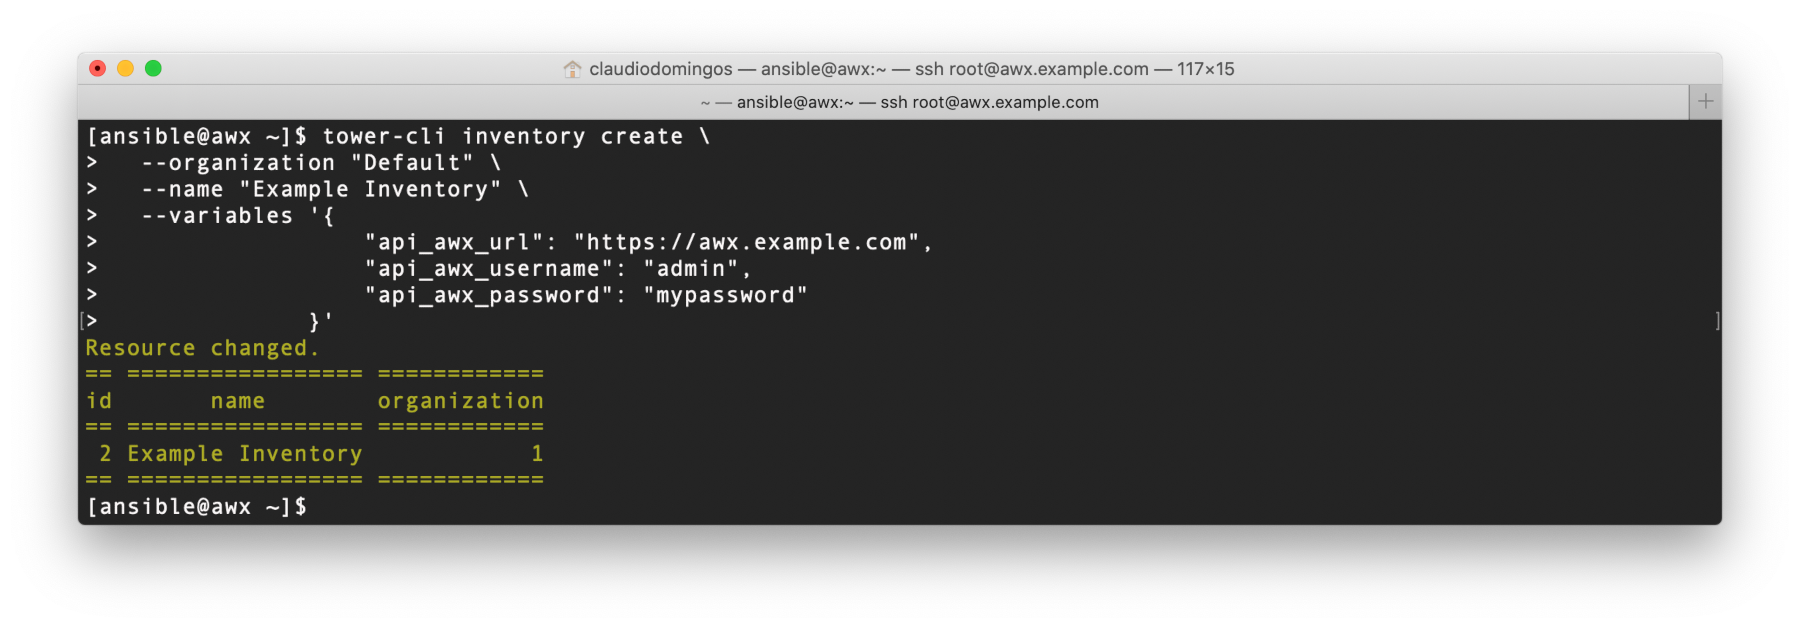 claudiodomingos — ansible@awx:~ — ssh root@awx.example.com — 117×15
~ — ansible@awx:~ — ssh root@awx.example.com
[ansible@awx ~]$ tower-cli inventory create \
>   --organization "Default" \
>   --name "Example Inventory" \
>   --variables '{
>                   "api_awx_url": "https://awx.example.com",
>                   "api_awx_username": "admin",
>                   "api_awx_password": "mypassword"
[>               }'                ]
Resource changed.
== ================= ============
id       name        organization
== ================= ============
 2 Example Inventory            1
== ================= ============
[ansible@awx ~]$